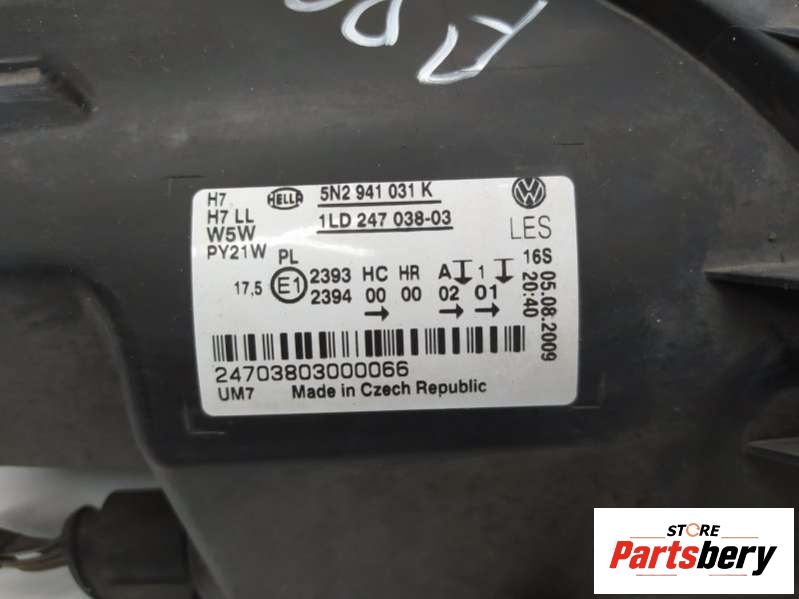 H7 HELLA 5N2 941 031 K
H7 LL 1LD 247 038-03
W5W LES
PY21W PL 16S
17,5 E1 2393 HC HR A 1
2394 00 00 02 01
05.08.2009
20:40
24703803000066
UM7 Made in Czech Republic
STORE
Partsbery